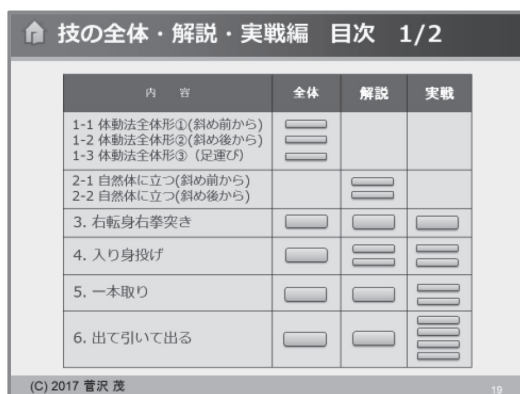 技の全体・解説・実戦編 目次 1/2
内 容 全体 解説 実戦
1-1 体動法全体形①(斜め前から)
1-2 体動法全体形②(斜め後から)
1-3 体動法全体形③（足運び）
2-1 自然体に立つ(斜め前から)
2-2 自然体に立つ(斜め後から)
3. 右転身右拳突き
4. 入り身投げ
5. 一本取り
6. 出て引いて出る
(C) 2017 菅沢 茂
19